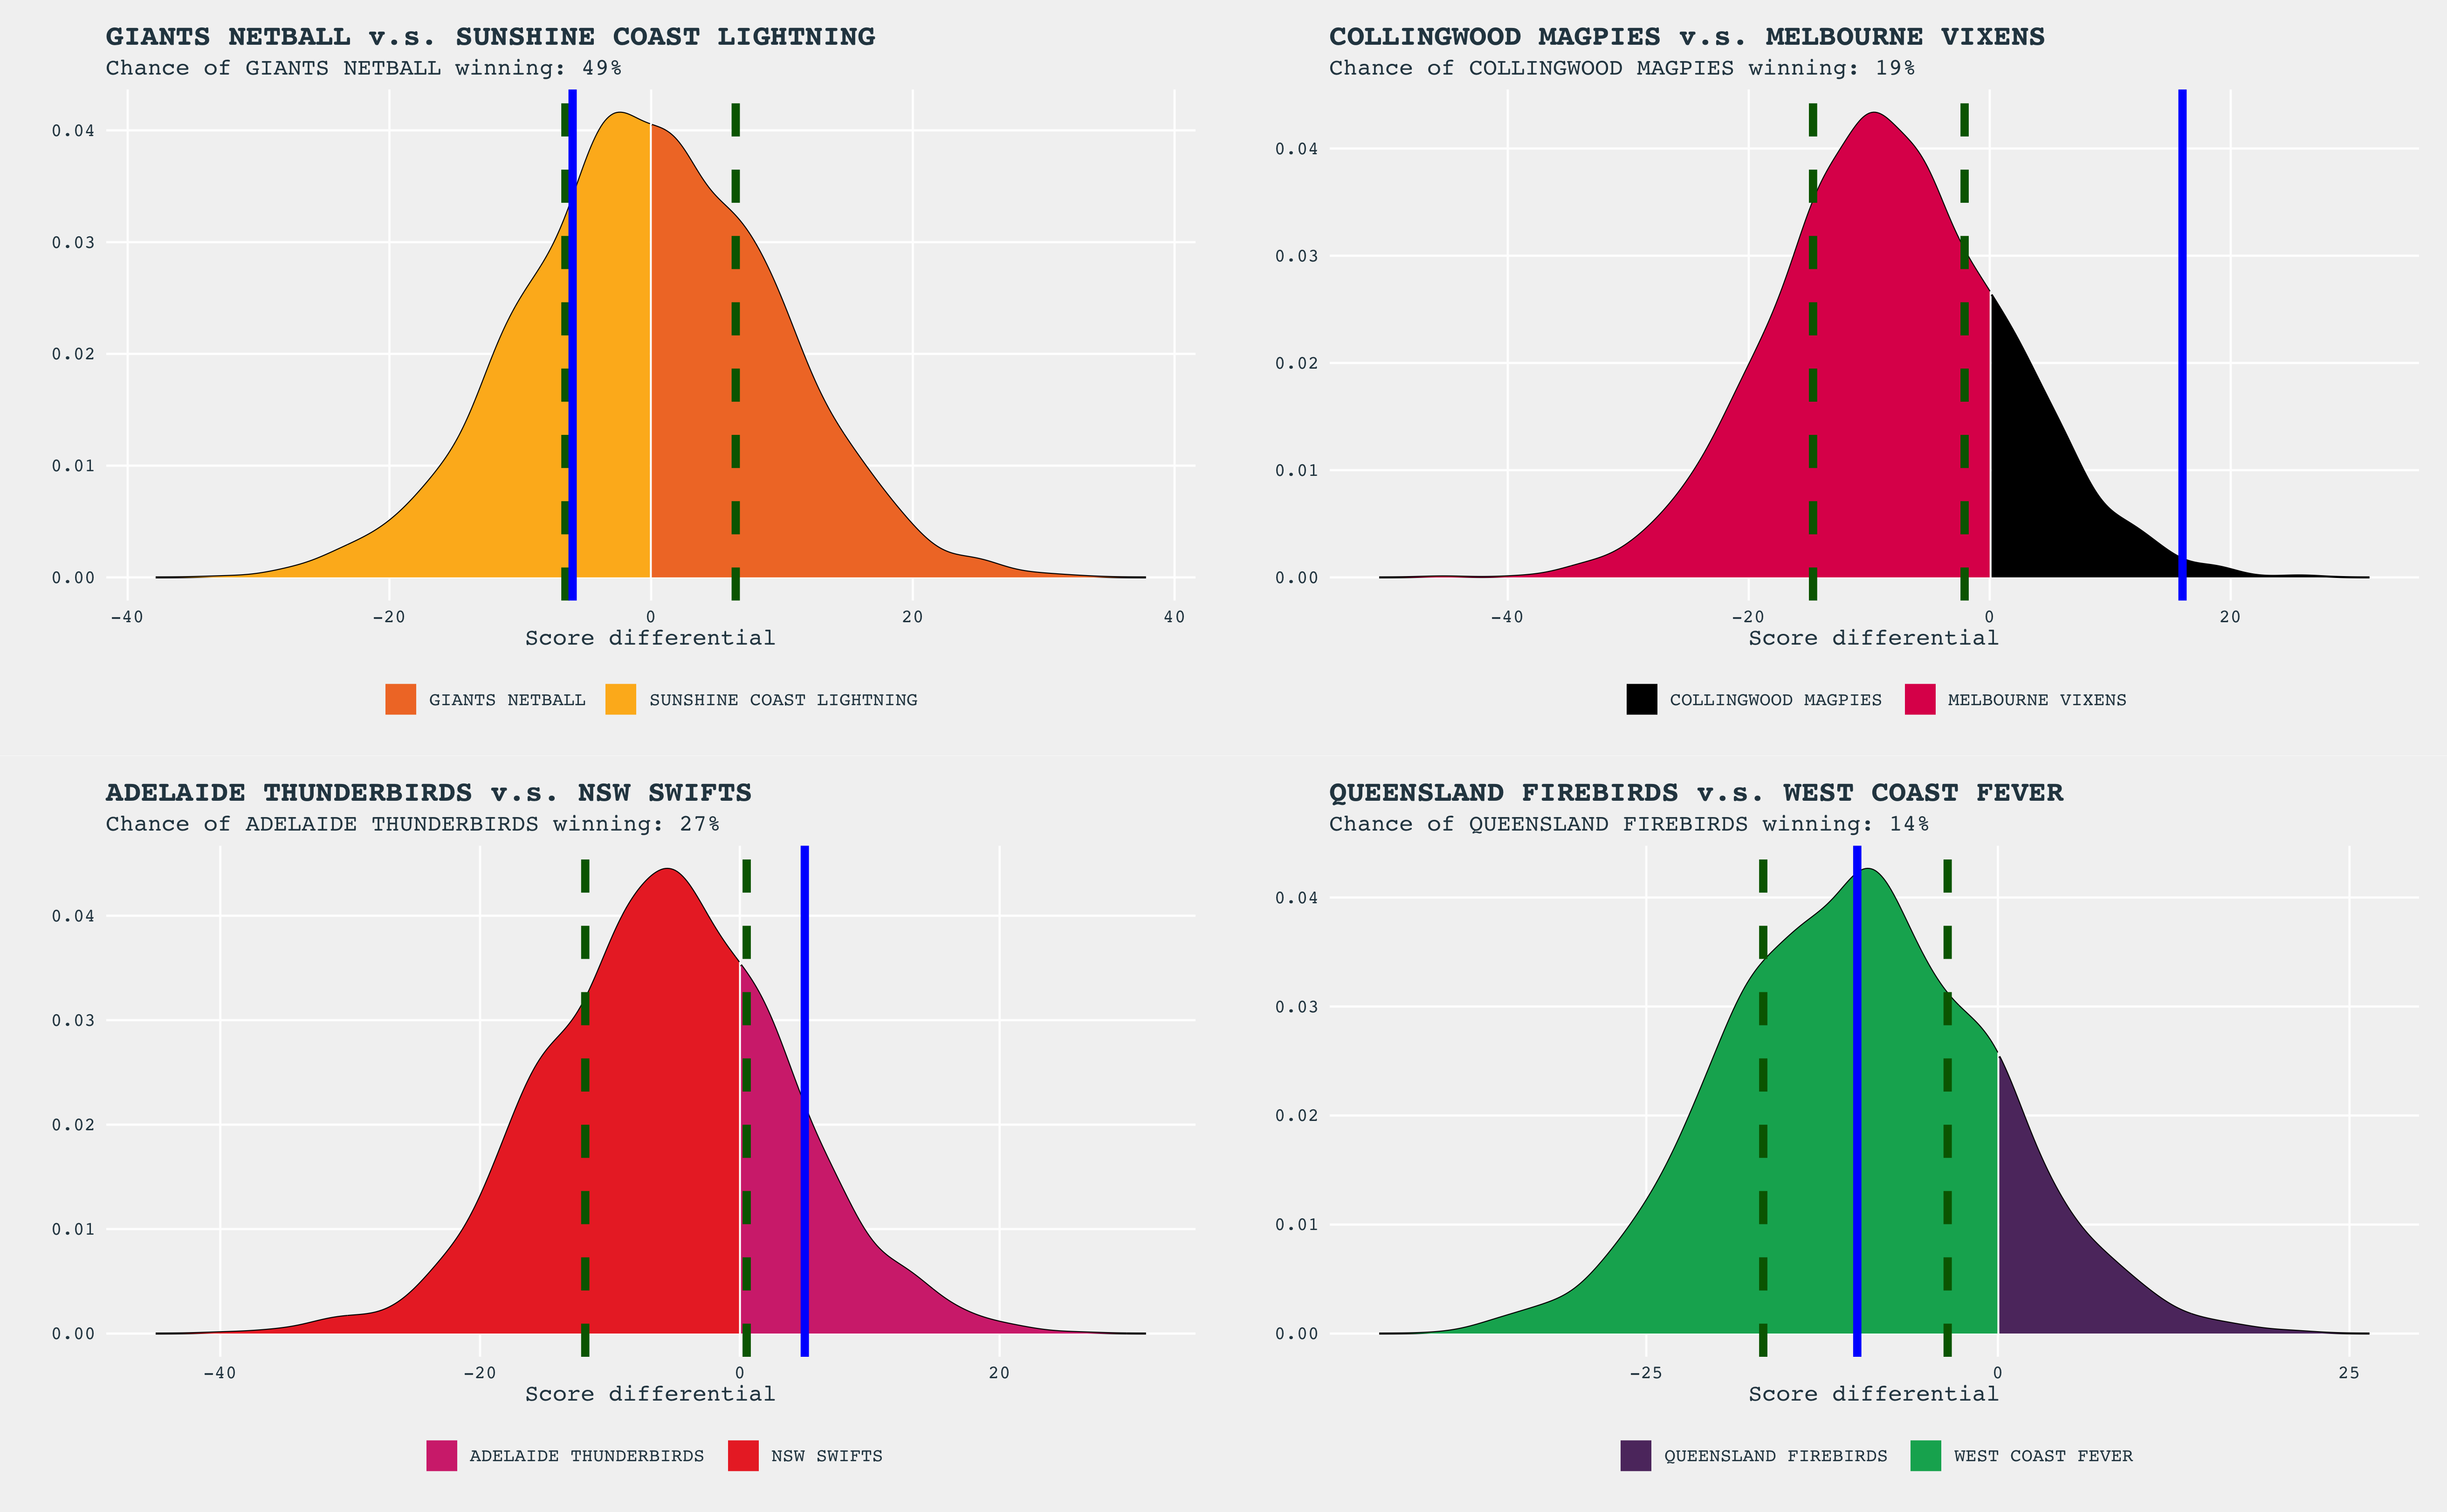 GIANTS NETBALL v.s. SUNSHINE COAST LIGHTNING
Chance of GIANTS NETBALL winning: 49%
0.04
0.03
0.02
0.01
0.00
-40 -20 0 20 40
Score differential
GIANTS NETBALL SUNSHINE COAST LIGHTNING
COLLINGWOOD MAGPIES v.s. MELBOURNE VIXENS
Chance of COLLINGWOOD MAGPIES winning: 19%
0.04
0.03
0.02
0.01
0.00
-40 -20 0 20
Score differential
COLLINGWOOD MAGPIES MELBOURNE VIXENS
ADELAIDE THUNDERBIRDS v.s. NSW SWIFTS
Chance of ADELAIDE THUNDERBIRDS winning: 27%
0.04
0.03
0.02
0.01
0.00
-40 -20 0 20
Score differential
ADELAIDE THUNDERBIRDS NSW SWIFTS
QUEENSLAND FIREBIRDS v.s. WEST COAST FEVER
Chance of QUEENSLAND FIREBIRDS winning: 14%
0.04
0.03
0.02
0.01
0.00
-25 0 25
Score differential
QUEENSLAND FIREBIRDS WEST COAST FEVER